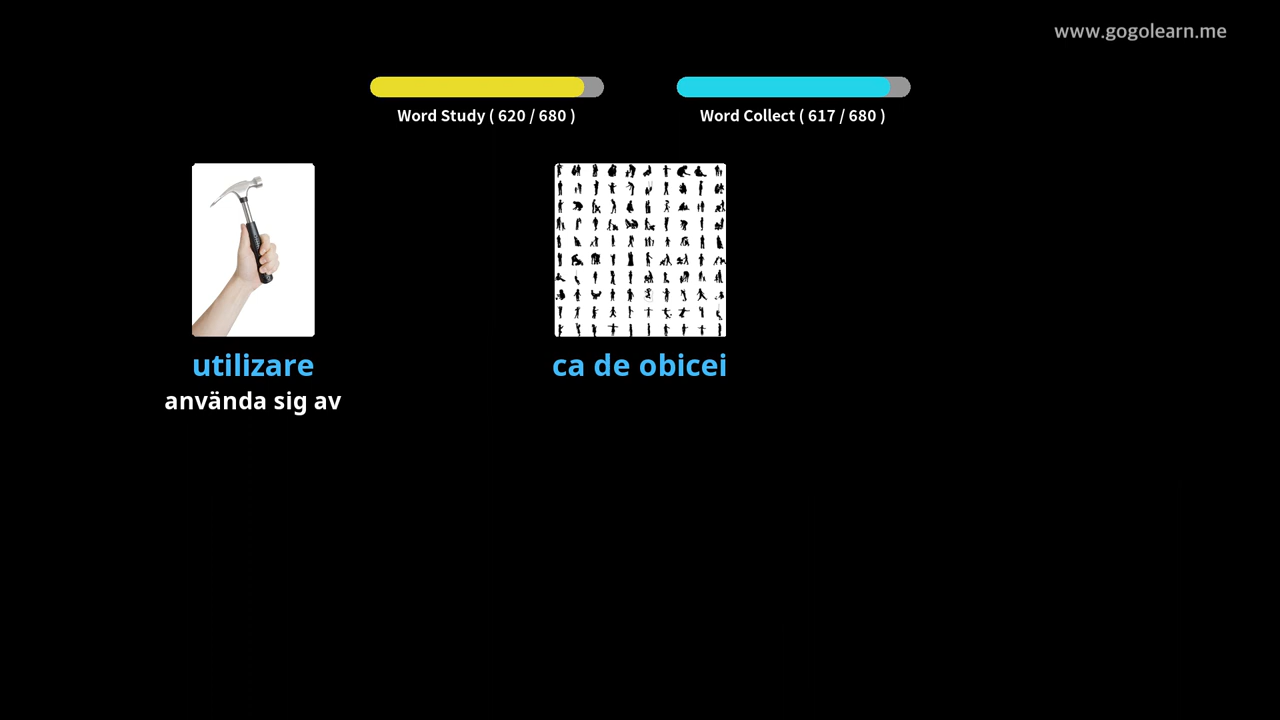 www.gogolearn.me
Word Study ( 620 / 680 )
Word Collect ( 617 / 680 )
utilizare
använda sig av
ca de obicei